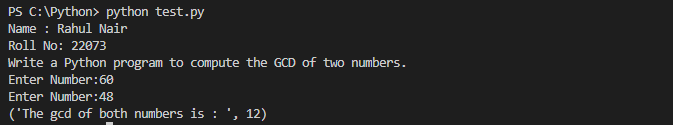 PS C:\Python> python test.py
Name : Rahul Nair
Roll No: 22073
Write a Python program to compute the GCD of two numbers.
Enter Number:60
Enter Number:48
('The gcd of both numbers is : ', 12)